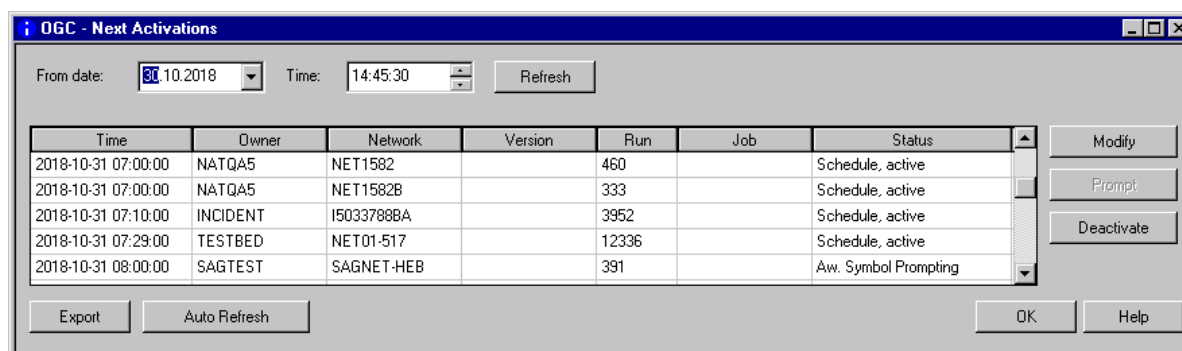 OGC - Next Activations
From date: 30.10.2018 Time: 14:45:30 Refresh
Time Owner Network Version Run Job Status
2018-10-31 07:00:00 NATQA5 NET1582 460 Schedule, active
2018-10-31 07:00:00 NATQA5 NET1582B 333 Schedule, active
2018-10-31 07:10:00 INCIDENT I5033788BA 3952 Schedule, active
2018-10-31 07:29:00 TESTBED NET01-517 12336 Schedule, active
2018-10-31 08:00:00 SAGTEST SAGNET-HEB 391 Aw. Symbol Prompting
Modify
Prompt
Deactivate
Export Auto Refresh OK Help